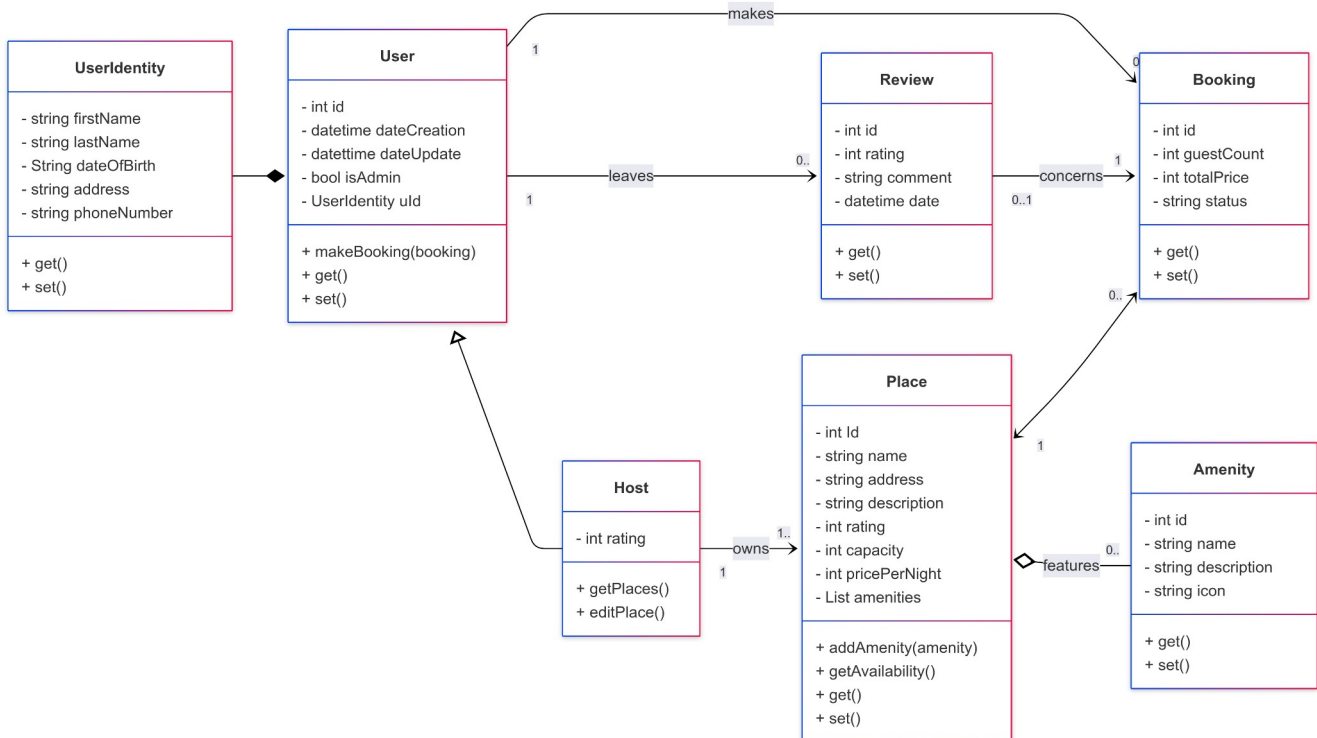 makes
1
0
UserIdentity
- string firstName
- string lastName
- String dateOfBirth
- string address
- string phoneNumber
+ get()
+ set()
User
- int id
- datetime dateCreation
- datettime dateUpdate
- bool isAdmin
- UserIdentity uId
+ makeBooking(booking)
+ get()
+ set()
leaves
1
0..
Review
- int id
- int rating
- string comment
- datetime date
+ get()
+ set()
concerns
0..1
1
Booking
- int id
- int guestCount
- int totalPrice
- string status
+ get()
+ set()
0..
1
Host
- int rating
+ getPlaces()
+ editPlace()
owns
1
1..
Place
- int Id
- string name
- string address
- string description
- int rating
- int capacity
- int pricePerNight
- List amenities
+ addAmenity(amenity)
+ getAvailability()
+ get()
+ set()
features
0..
Amenity
- int id
- string name
- string description
- string icon
+ get()
+ set()